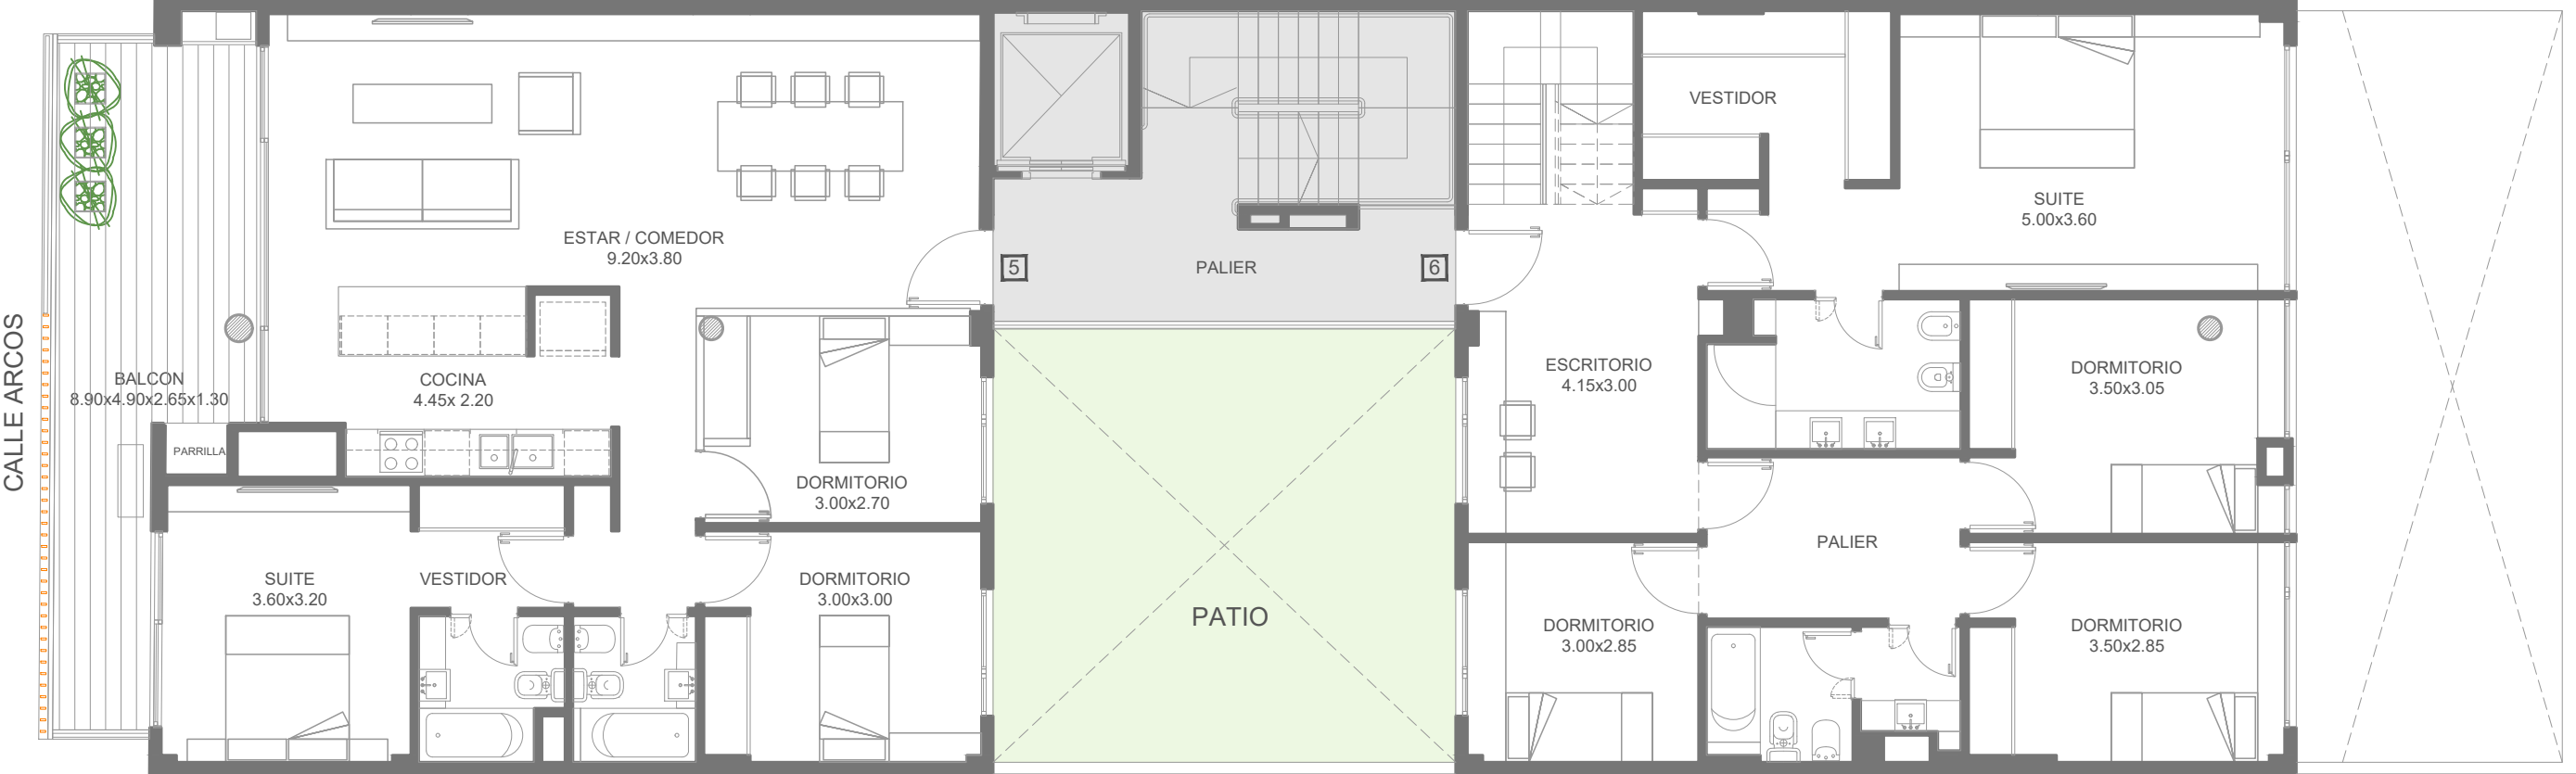 CALLE ARCOS
BALCON
8.90x4.90x2.65x1.30
PARRILLA
ESTAR / COMEDOR
9.20x3.80
COCINA
4.45x 2.20
SUITE
3.60x3.20
VESTIDOR
DORMITORIO
3.00x2.70
DORMITORIO
3.00x3.00
5
PALIER
6
PATIO
VESTIDOR
SUITE
5.00x3.60
ESCRITORIO
4.15x3.00
DORMITORIO
3.50x3.05
PALIER
DORMITORIO
3.00x2.85
DORMITORIO
3.50x2.85